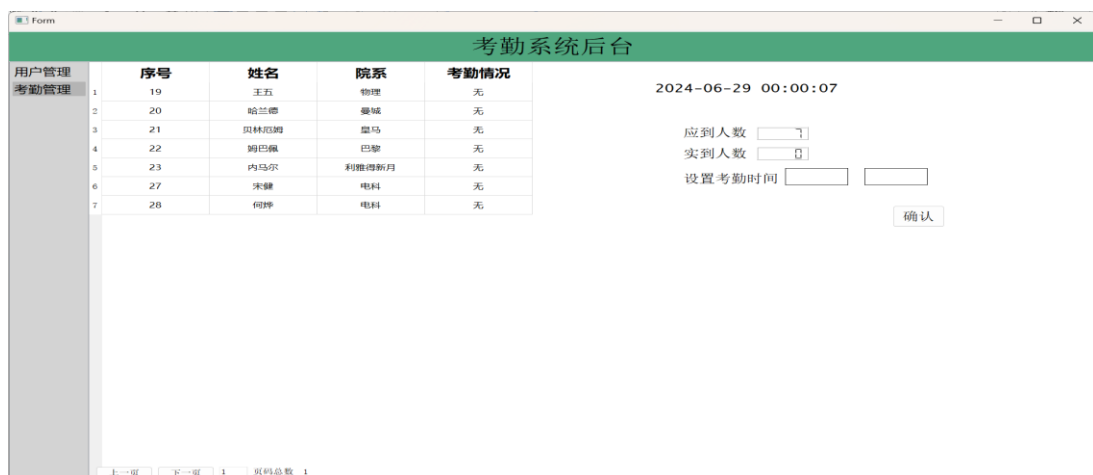 Form
考勤系统后台
用户管理
考勤管理
序号 姓名 院系 考勤情况
1 19 王五 物理 无
2 20 哈兰德 曼城 无
3 21 贝林厄姆 皇马 无
4 22 姆巴佩 巴黎 无
5 23 内马尔 利雅得新月 无
6 27 宋健 电科 无
7 28 何烨 电科 无
2024-06-29 00:00:07
应到人数 7
实到人数 0
设置考勤时间
确认
上一页 下一页 1 页码总数 1